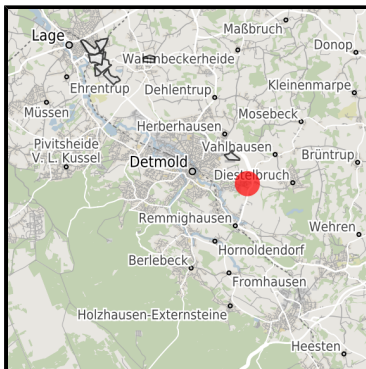 Maßbruch
Lage
Donop
Wahmbeckerheide
Ehrentrup
Dehlentrup
Kleinenmarpe
Müssen
Mosebeck
Herberhausen
Pivitsheide
V. L. Kussel
Vahlhausen
Brüntrup
Detmold
Diestelbruch
Remmighausen
Wehren
Hornoldendorf
Berlebeck
Fromhausen
Holzhausen-Externsteine
Heesten